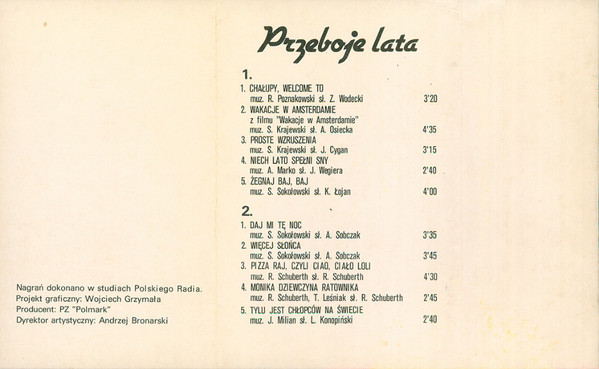 Przeboje lata
1.
1. CHAŁUPY, WELCOME TO
muz. R. Poznakowski sł. Z. Wodecki 3'20
2. WAKACJE W AMSTERDAMIE
z filmu "Wakacje w Amsterdamie"
muz. S. Krajewski sł. A. Osiecka 4'35
3. PROSTE WZRUSZENIA
muz. S. Krajewski sł. J. Cygan 3'15
4. NIECH LATO SPEŁNI SNY
muz. A. Marko sł. J. Wegiera 2'40
5. ŻEGNAJ BAJ, BAJ
muz. S. Sokołowski sł. K. Łojan 4'00
2.
1. DAJ MI TĘ NOC
muz. S. Sokołowski sł. A. Sobczak 3'35
2. WIĘCEJ SŁOŃCA
muz. S. Sokołowski sł. A. Sobczak 3'45
3. PIZZA RAJ, CZYLI CIAO, CIAŁO LOLI
muz. R. Schuberth sł. R. Schuberth 4'30
4. MONIKA DZIEWCZYNA RATOWNIKA
muz. R. Schuberth, T. Leśniak sł. R. Schuberth 2'45
5. TYLU JEST CHŁOPCÓW NA ŚWIECIE
muz. J. Milian sł. L. Konopiński 2'40
Nagrań dokonano w studiach Polskiego Radia.
Projekt graficzny: Wojciech Grzymała
Producent: PZ "Polmark"
Dyrektor artystyczny: Andrzej Bronarski